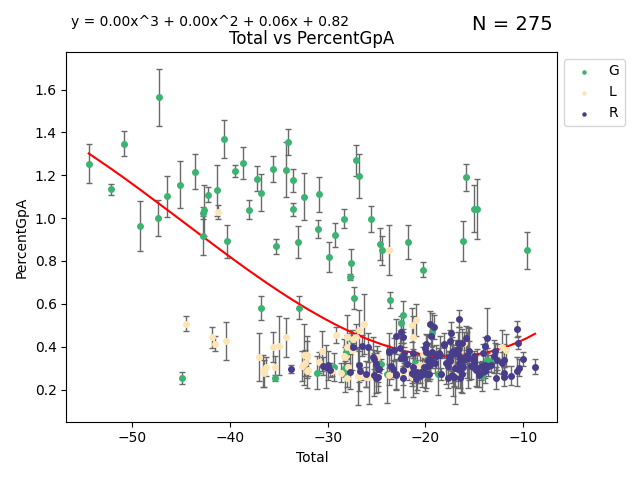 y = 0.00x^3 + 0.00x^2 + 0.06x + 0.82
N = 275
Total vs PercentGpA
G
L
R
PercentGpA
1.6
1.4
1.2
1.0
0.8
0.6
0.4
0.2
−50
−40
−30
−20
−10
Total